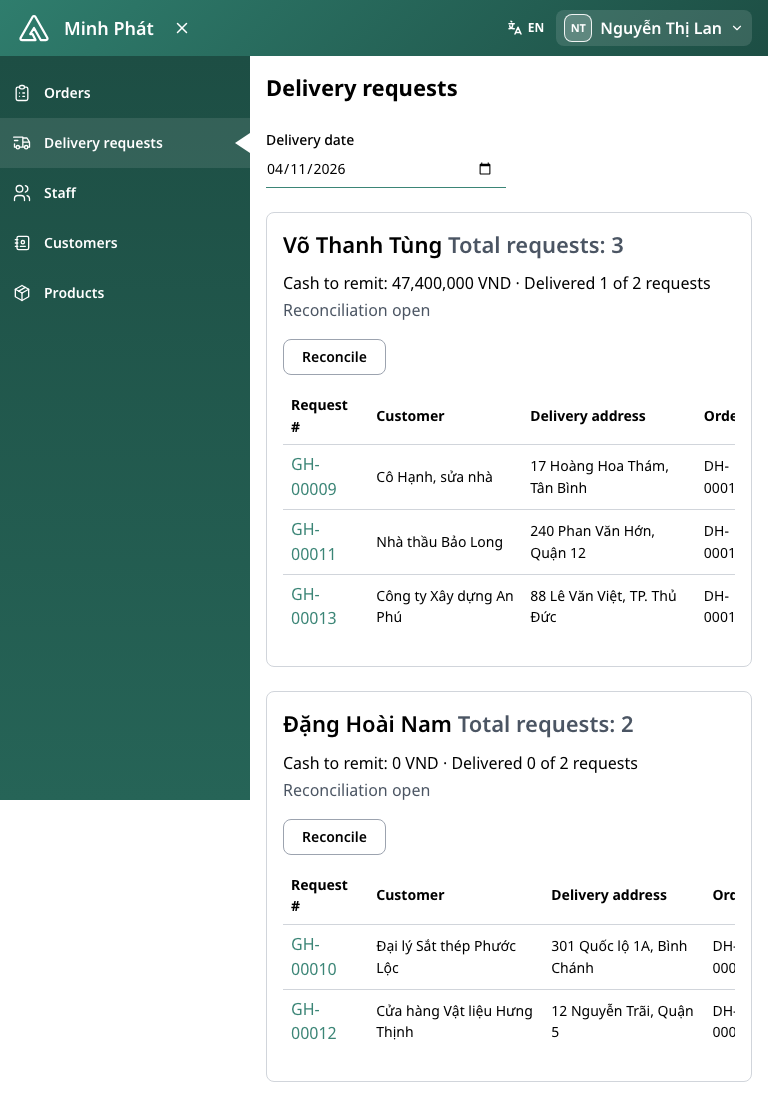 Minh Phát
EN
NT
Nguyễn Thị Lan
Orders
Delivery requests
Staff
Customers
Products
Delivery requests
Delivery date
04/11/2026
Võ Thanh Tùng Total requests: 3
Cash to remit: 47,400,000 VND · Delivered 1 of 2 requests
Reconciliation open
Reconcile
Request # Customer Delivery address
GH-00009 Cô Hạnh, sửa nhà 17 Hoàng Hoa Thám, Tân Bình DH-
GH-00011 Nhà thầu Bảo Long 240 Phan Văn Hớn, Quận 12 DH-
GH-00013 Công ty Xây dựng An Phú 88 Lê Văn Việt, TP. Thủ Đức DH-
Đặng Hoài Nam Total requests: 2
Cash to remit: 0 VND · Delivered 0 of 2 requests
Reconciliation open
Reconcile
Request # Customer Delivery address
GH-00010 Đại lý Sắt thép Phước Lộc 301 Quốc lộ 1A, Bình Chánh
GH-00012 Cửa hàng Vật liệu Hưng Thịnh 12 Nguyễn Trãi, Quận 5